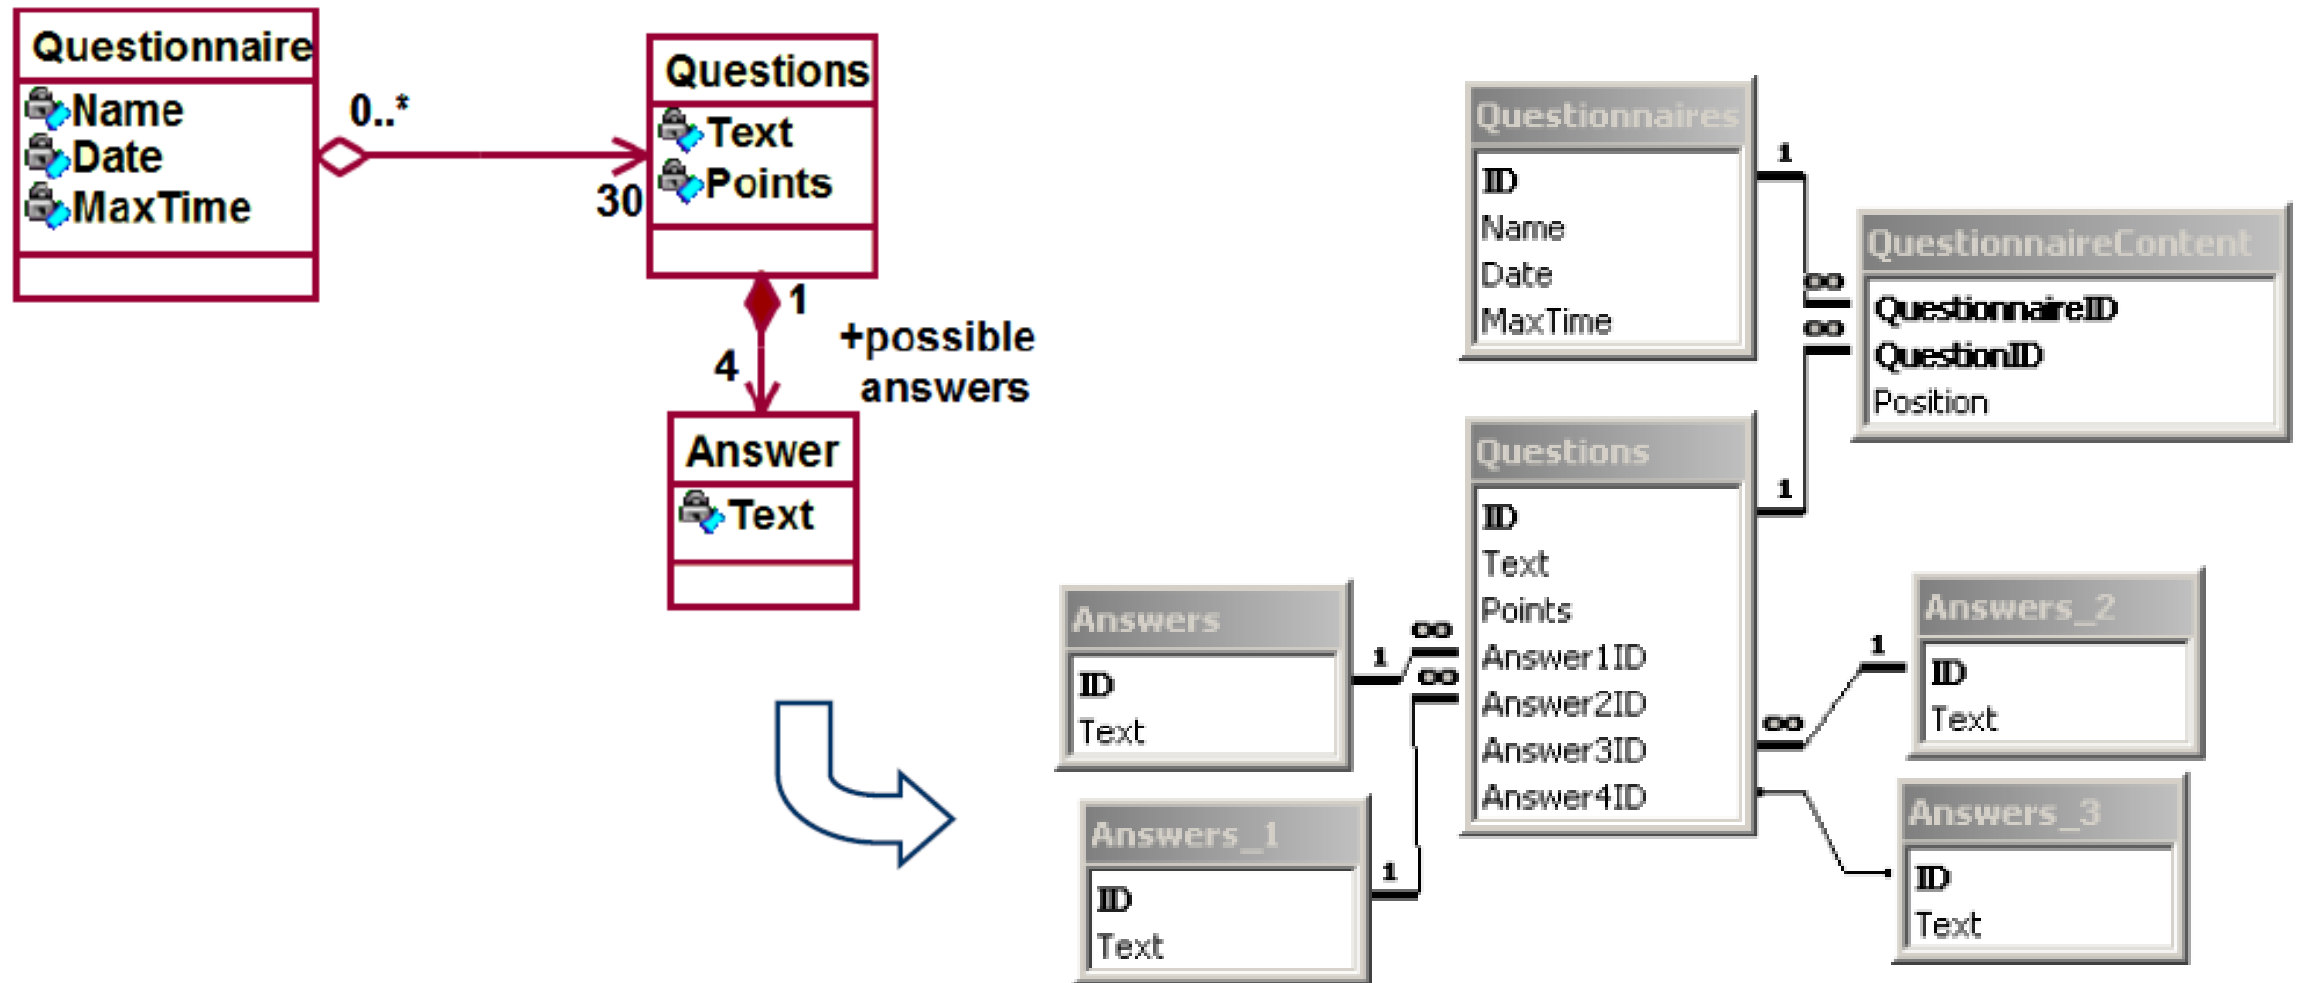 Questionnaire
Name
Date
MaxTime
0..*
30
Questions
Text
Points
1
+possible
answers
4
Answer
Text
Questionnaires
ID
Name
Date
MaxTime
1
∞
∞
QuestionnaireContent
QuestionnaireID
QuestionID
Position
Questions
ID
Text
Points
Answer1ID
Answer2ID
Answer3ID
Answer4ID
1
Answers
ID
Text
1
∞
∞
Answers_1
ID
Text
1
Answers_2
ID
Text
1
∞
Answers_3
ID
Text